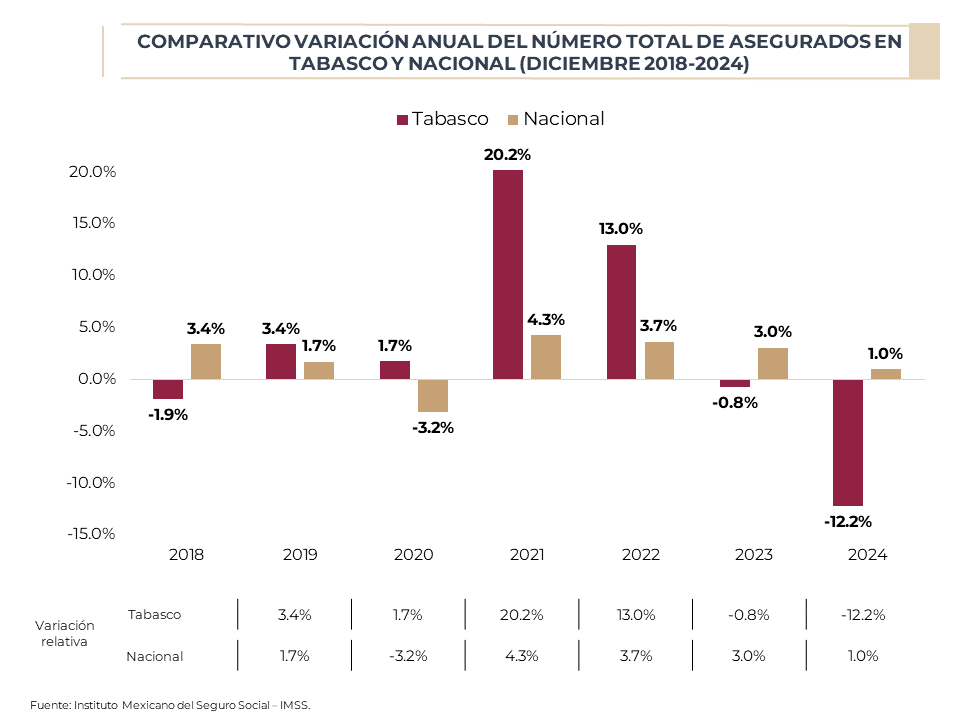 COMPARATIVO VARIACIÓN ANUAL DEL NÚMERO TOTAL DE ASEGURADOS EN
TABASCO Y NACIONAL (DICIEMBRE 2018-2024)
Tabasco Nacional
20.0%
15.0%
10.0%
5.0%
0.0%
-5.0%
-10.0%
-15.0%
-1.9%
3.4%
3.4%
1.7%
1.7%
-3.2%
20.2%
4.3%
13.0%
3.7%
-0.8%
3.0%
-12.2%
1.0%
2018 2019 2020 2021 2022 2023 2024
Variación
relativa
Tabasco 3.4% 1.7% 20.2% 13.0% -0.8% -12.2%
Nacional 1.7% -3.2% 4.3% 3.7% 3.0% 1.0%
Fuente: Instituto Mexicano del Seguro Social – IMSS.